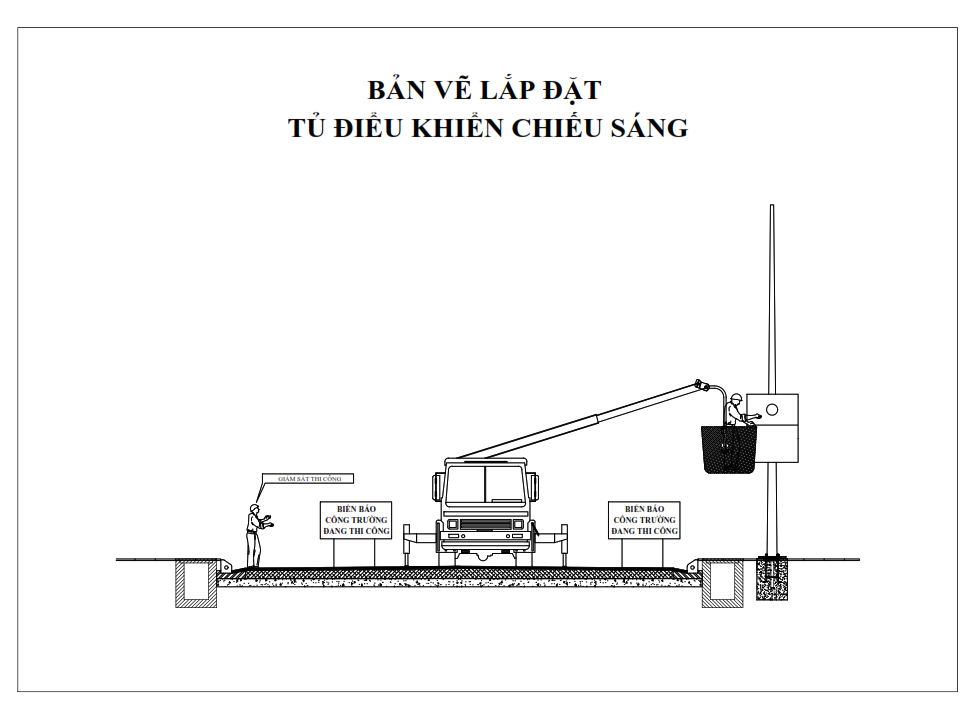 BẢN VẼ LẮP ĐẶT
TỦ ĐIỀU KHIỂN CHIẾU SÁNG
GIÁM SÁT THI CÔNG
BIỂN BÁO
CÔNG TRƯỜNG
ĐANG THI CÔNG
BIỂN BÁO
CÔNG TRƯỜNG
ĐANG THI CÔNG